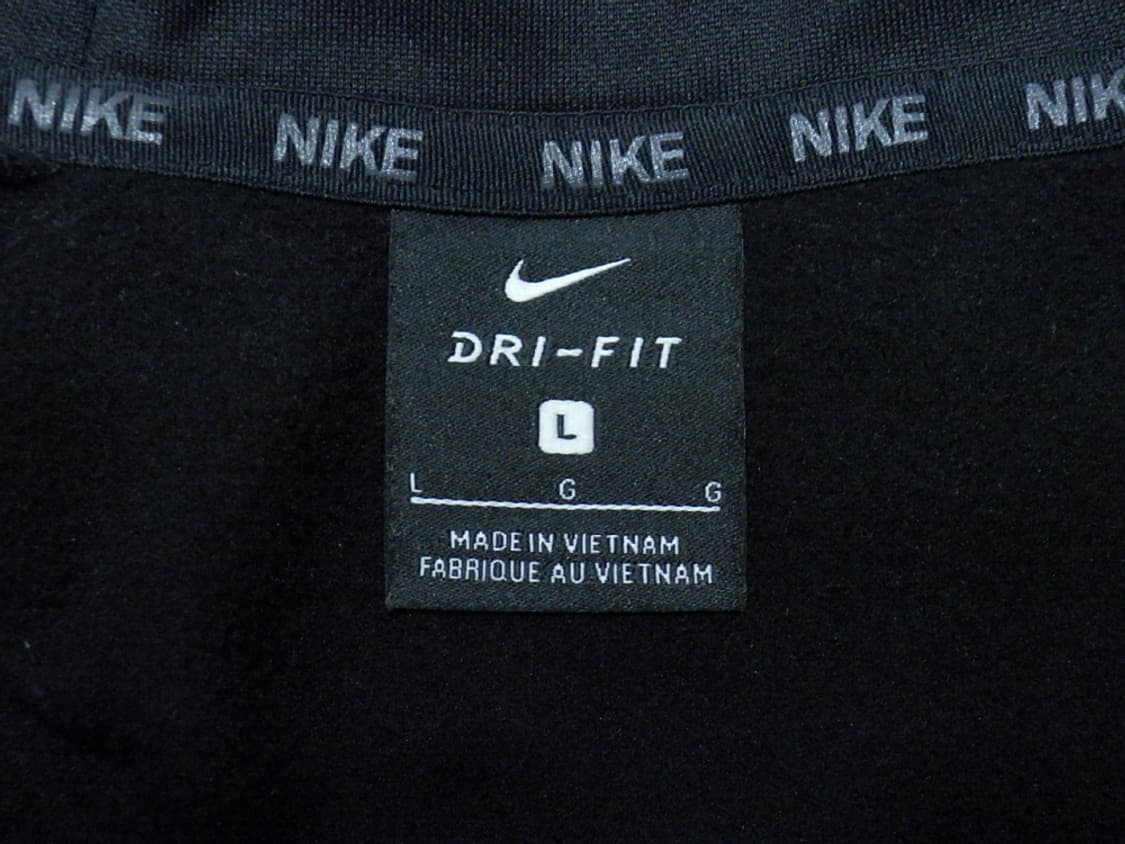 NIKE NIKE NIKE NIKE NIK
DRI-FIT
L
L G G
MADE IN VIETNAM
FABRIQUE AU VIETNAM